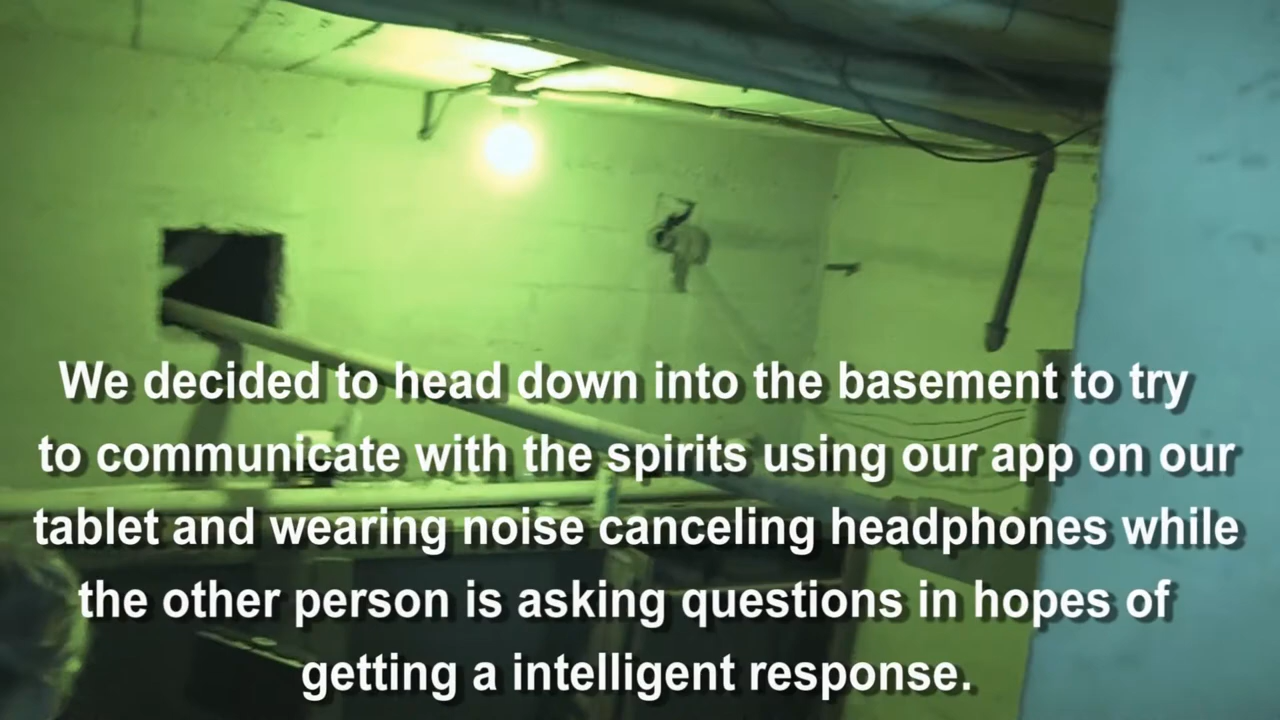 We decided to head down into the basement to try
to communicate with the spirits using our app on our
tablet and wearing noise canceling headphones while
the other person is asking questions in hopes of
getting a intelligent response.